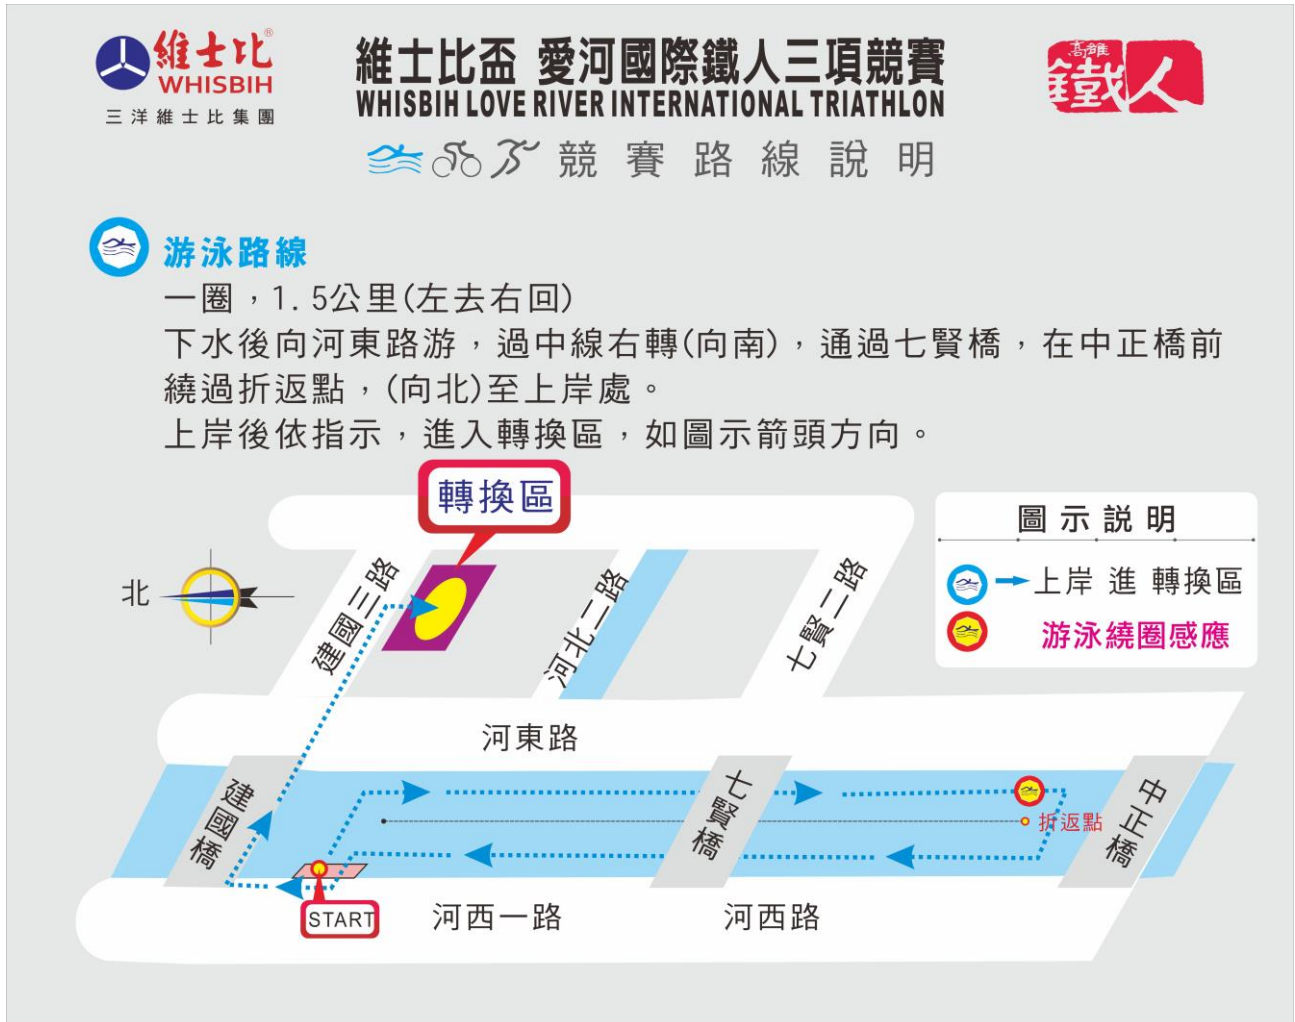 維士比®
WHISBIH
三洋維士比集團
維士比盃 愛河國際鐵人三項競賽
WHISBIH LOVE RIVER INTERNATIONAL TRIATHLON
高雄
鐵人
競賽路線說明
游泳路線
一圈，1.5公里(左去右回)
下水後向河東路游，過中線右轉(向南)，通過七賢橋，在中正橋前
繞過折返點，(向北)至上岸處。
上岸後依指示，進入轉換區，如圖示箭頭方向。
轉換區
圖示説明
北
建國三路
河北二路
七賢二路
上岸 進 轉換區
游泳繞圈感應
河東路
建國橋
七賢橋
中正橋
折返點
START
河西一路
河西路